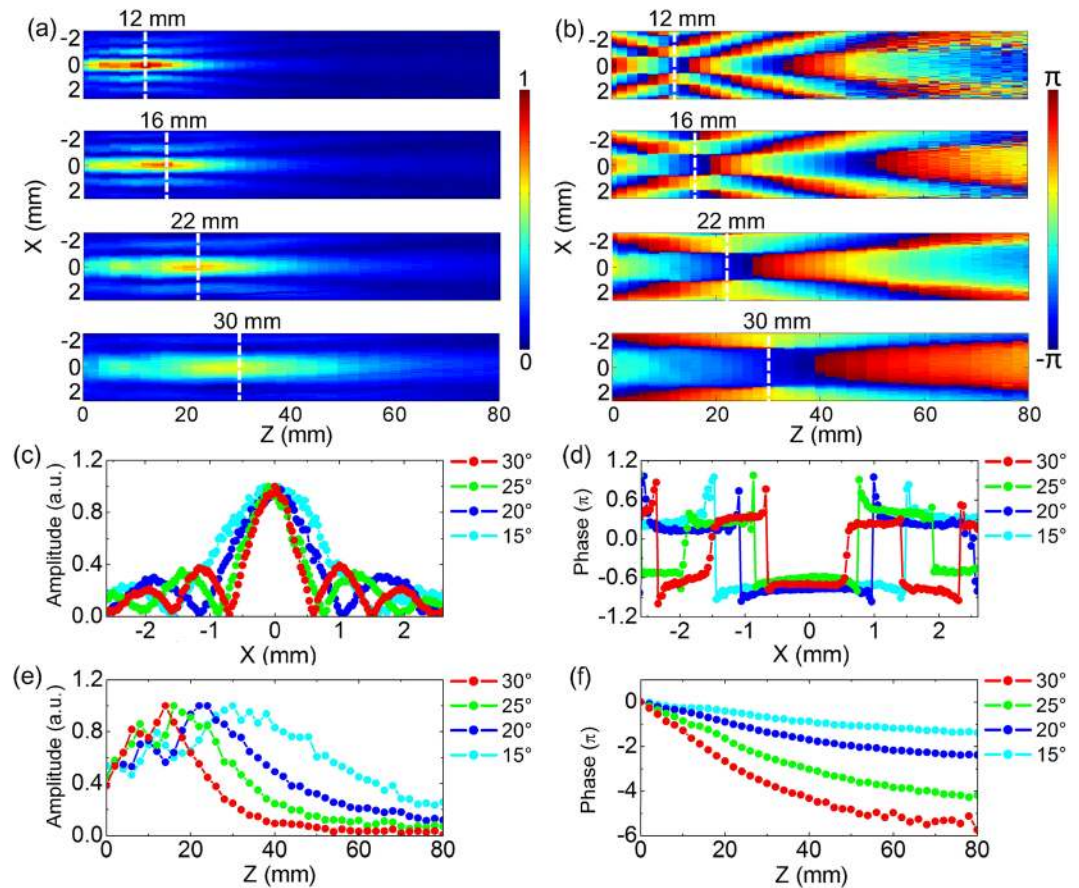 (a)
12 mm
-2
0
2
16 mm
-2
0
2
X (mm)
22 mm
-2
0
2
30 mm
-2
0
2
0 20 40 60 80
Z (mm)
1
0
(b)
12 mm
-2
0
2
16 mm
-2
0
2
X (mm)
22 mm
-2
0
2
30 mm
-2
0
2
0 20 40 60 80
Z (mm)
π
-π
(c)
Amplitude (a.u.)
1.2
0.8
0.4
0.0
-2 -1 0 1 2
X (mm)
30°
25°
20°
15°
(d)
Phase (π)
1.2
0.6
0.0
-0.6
-1.2
-2 -1 0 1 2
X (mm)
30°
25°
20°
15°
(e)
Amplitude (a.u.)
1.2
0.8
0.4
0.0
0 20 40 60 80
Z (mm)
30°
25°
20°
15°
(f)
Phase (π)
0
-2
-4
-6
0 20 40 60 80
Z (mm)
30°
25°
20°
15°